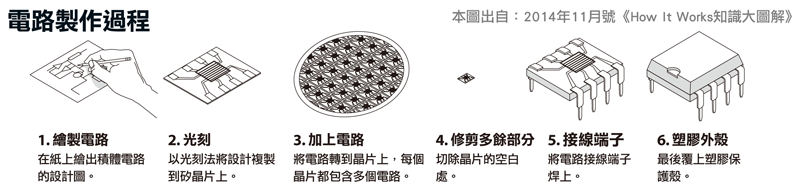 電路製作過程
本圖出自：2014年11月號《How It Works知識大圖解》
1. 繪製電路
在紙上繪出積體電路
的設計圖。
2. 光刻
以光刻法將設計複製
到矽晶片上。
3. 加上電路
將電路轉到晶片上，每個
晶片都包含多個電路。
4. 修剪多餘部分
切除晶片的空白
處。
5. 接線端子
將電路接線端子
焊上。
6. 塑膠外殼
最後覆上塑膠保
護殼。